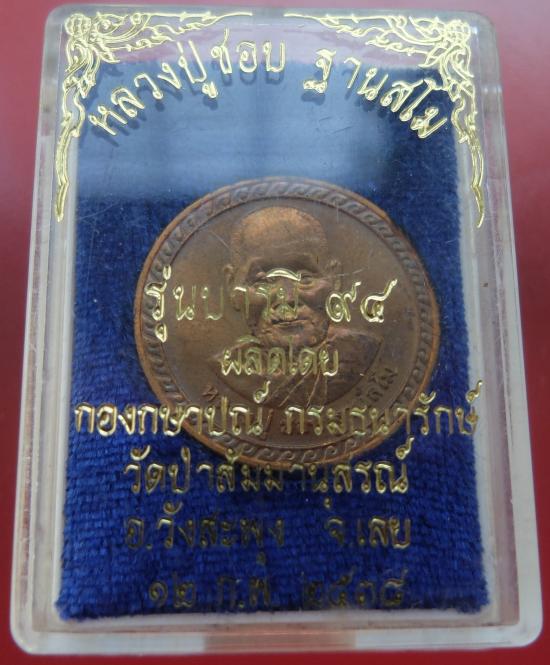 หลวงปู่ชอบ ฐานสโม
รุ่นบารมี ๙๔
ผลิตโดย
กองกษาปณ์ กรมธนารักษ์
วัดป่าสัมมานุสรณ์
อ.วังสะพุง จ.เลย
๑๒ ก.พ. ๒๕๓๘